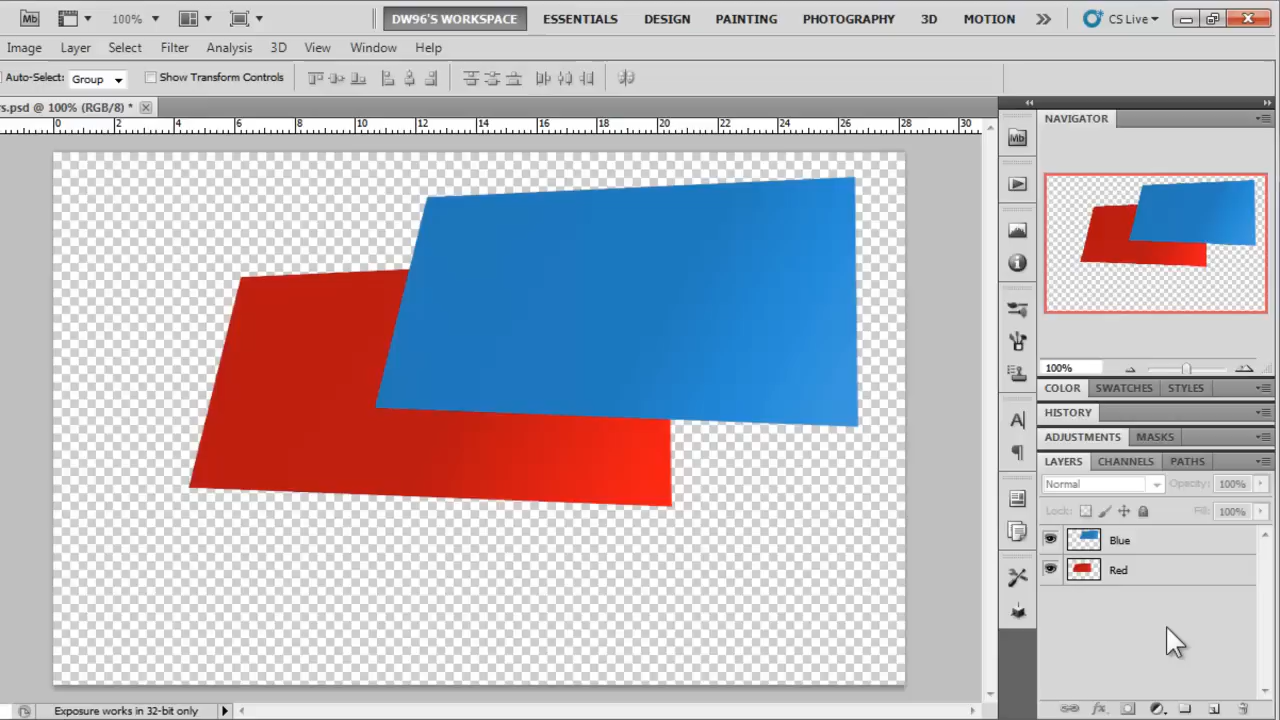 Mb 100% DW96'S WORKSPACE ESSENTIALS DESIGN PAINTING PHOTOGRAPHY 3D MOTION CS Live
Image Layer Select Filter Analysis 3D View Window Help
Auto-Select: Group Show Transform Controls
s.psd @ 100% (RGB/8) *
0 2 4 6 8 10 12 14 16 18 20 22 24 26 28 30
NAVIGATOR
Mb
100%
COLOR SWATCHES STYLES
HISTORY
ADJUSTMENTS MASKS
LAYERS CHANNELS PATHS
Normal Opacity: 100%
Lock: Fill: 100%
Blue
Red
Exposure works in 32-bit only